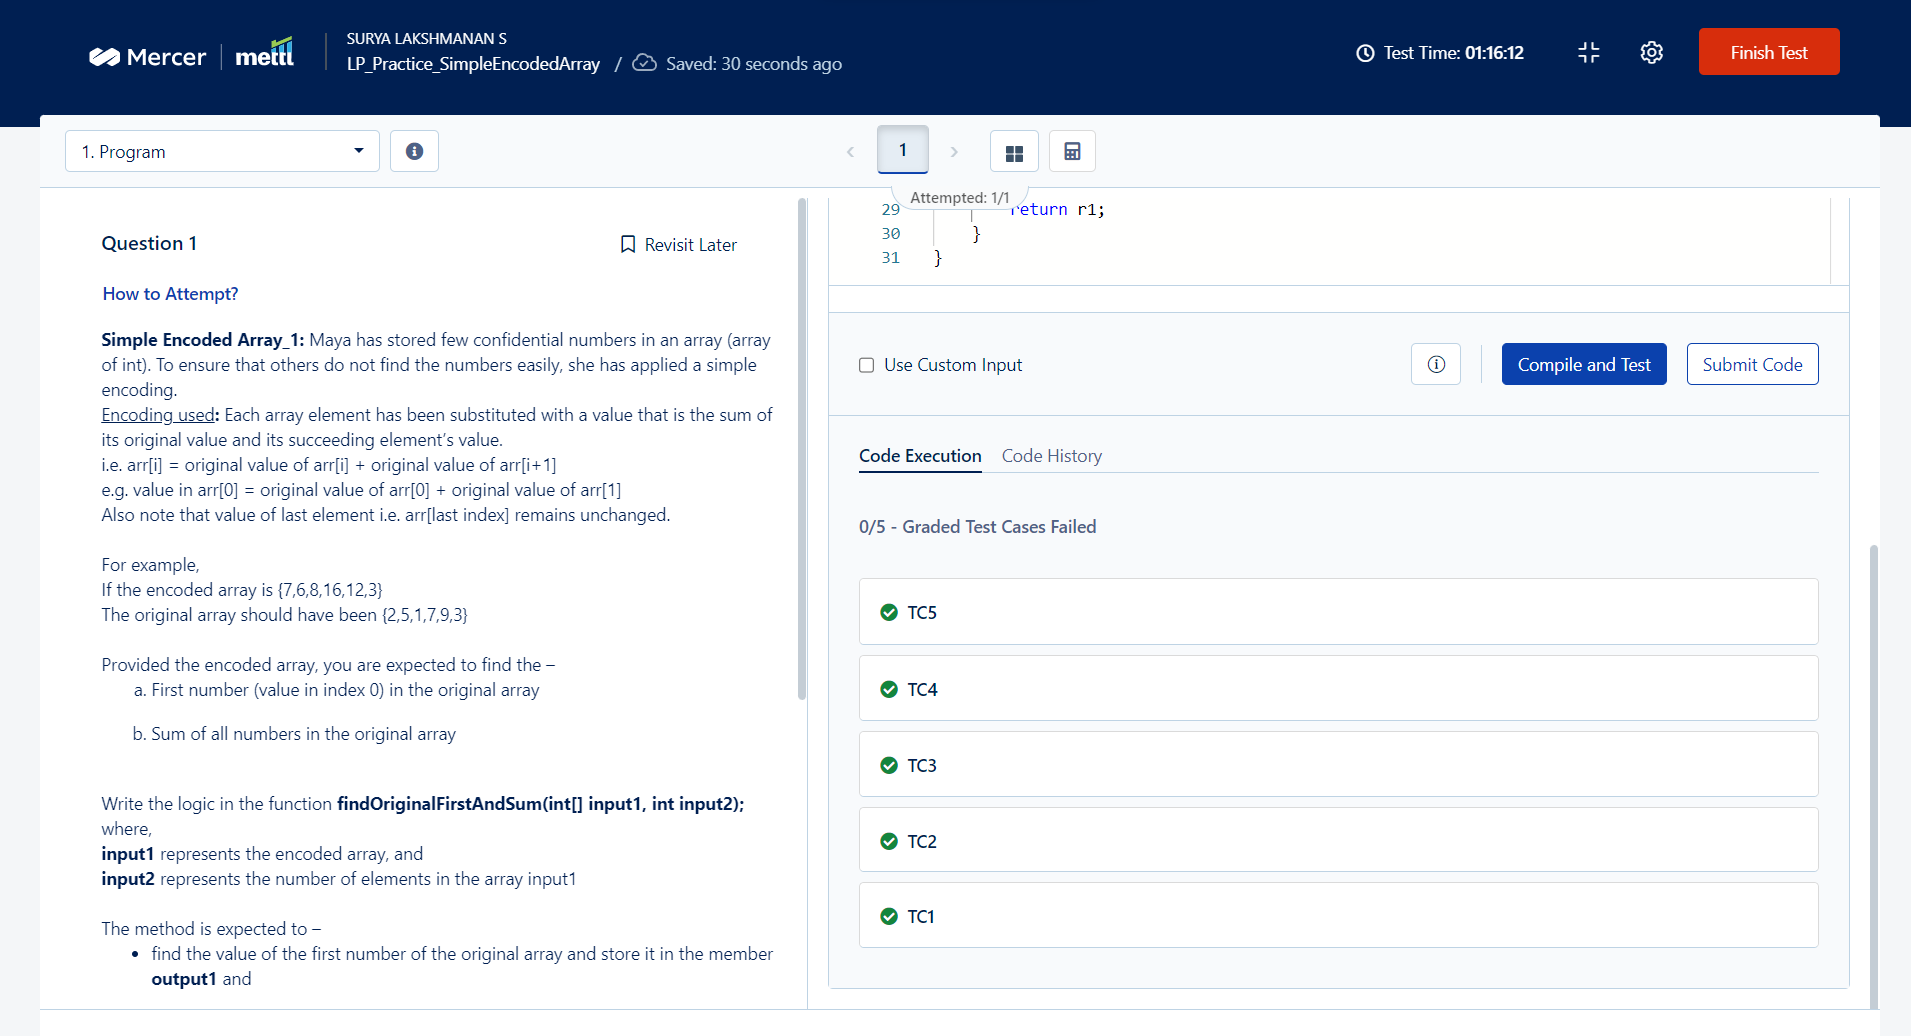 Mercer mettl
SURYA LAKSHMANAN S
LP_Practice_SimpleEncodedArray / Saved: 30 seconds ago
Test Time: 01:16:12
Finish Test
1. Program
1
Attempted: 1/1
Question 1
Revisit Later
How to Attempt?
Simple Encoded Array_1: Maya has stored few confidential numbers in an array (array
of int). To ensure that others do not find the numbers easily, she has applied a simple
encoding.
Encoding used: Each array element has been substituted with a value that is the sum of
its original value and its succeeding element's value.
i.e. arr[i] = original value of arr[i] + original value of arr[i+1]
e.g. value in arr[0] = original value of arr[0] + original value of arr[1]
Also note that value of last element i.e. arr[last index] remains unchanged.
For example,
If the encoded array is {7,6,8,16,12,3}
The original array should have been {2,5,1,7,9,3}
Provided the encoded array, you are expected to find the –
a. First number (value in index 0) in the original array
b. Sum of all numbers in the original array
Write the logic in the function findOriginalFirstAndSum(int[] input1, int input2);
where,
input1 represents the encoded array, and
input2 represents the number of elements in the array input1
The method is expected to –
• find the value of the first number of the original array and store it in the member
output1 and
29 return r1;
30 }
31 }
Use Custom Input
Compile and Test
Submit Code
Code Execution
Code History
0/5 - Graded Test Cases Failed
TC5
TC4
TC3
TC2
TC1